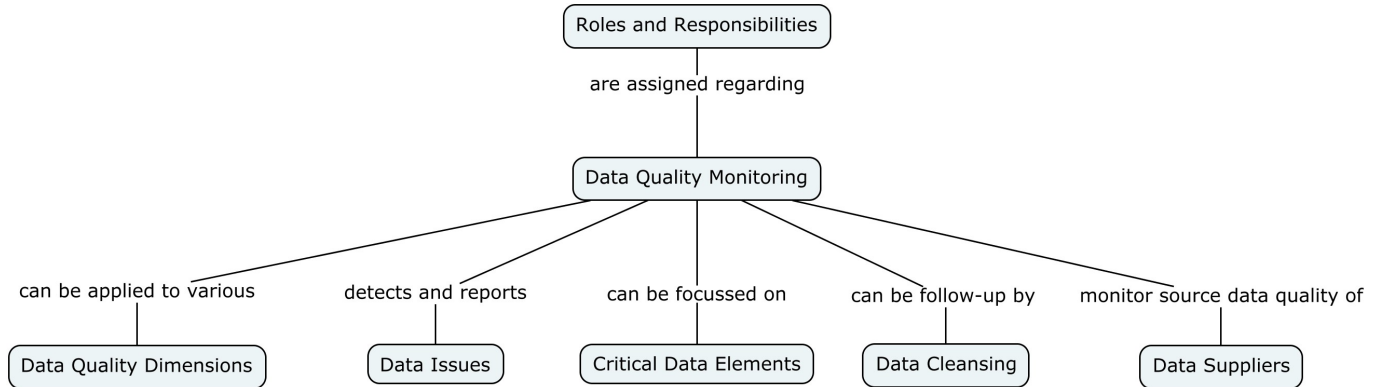 Roles and Responsibilities
are assigned regarding
Data Quality Monitoring
can be applied to various
detects and reports
can be focussed on
can be follow-up by
monitor source data quality of
Data Quality Dimensions
Data Issues
Critical Data Elements
Data Cleansing
Data Suppliers